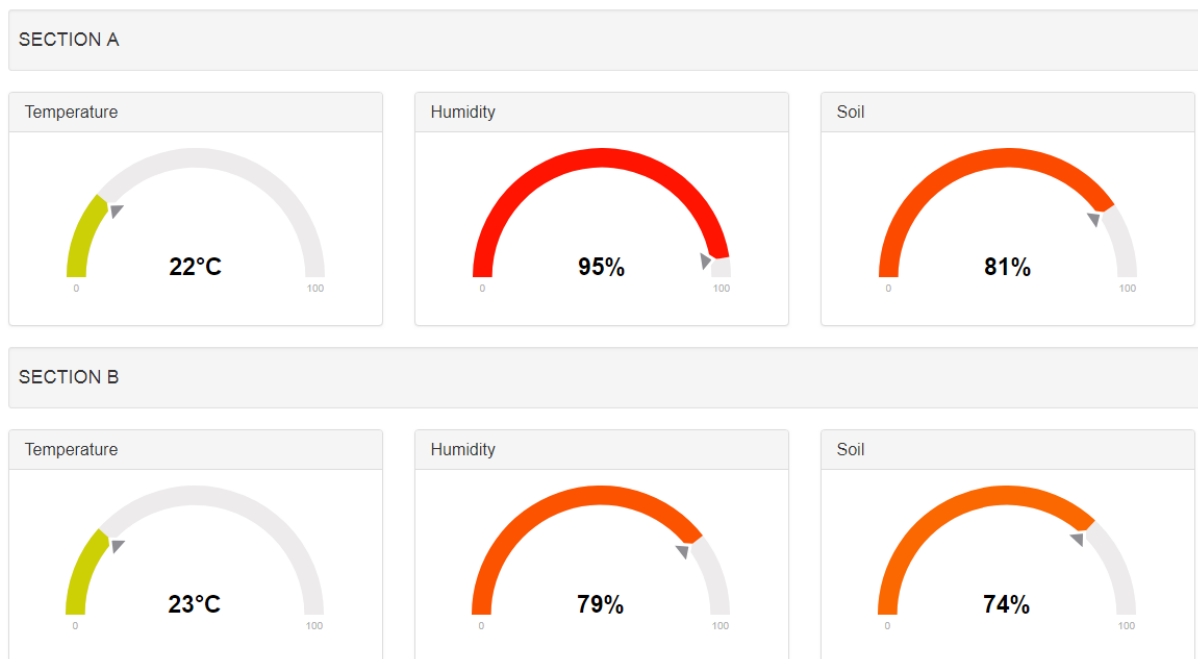 SECTION A
Temperature
Humidity
Soil
22°C
95%
81%
0
100
0
100
0
100
SECTION B
Temperature
Humidity
Soil
23°C
79%
74%
0
100
0
100
0
100